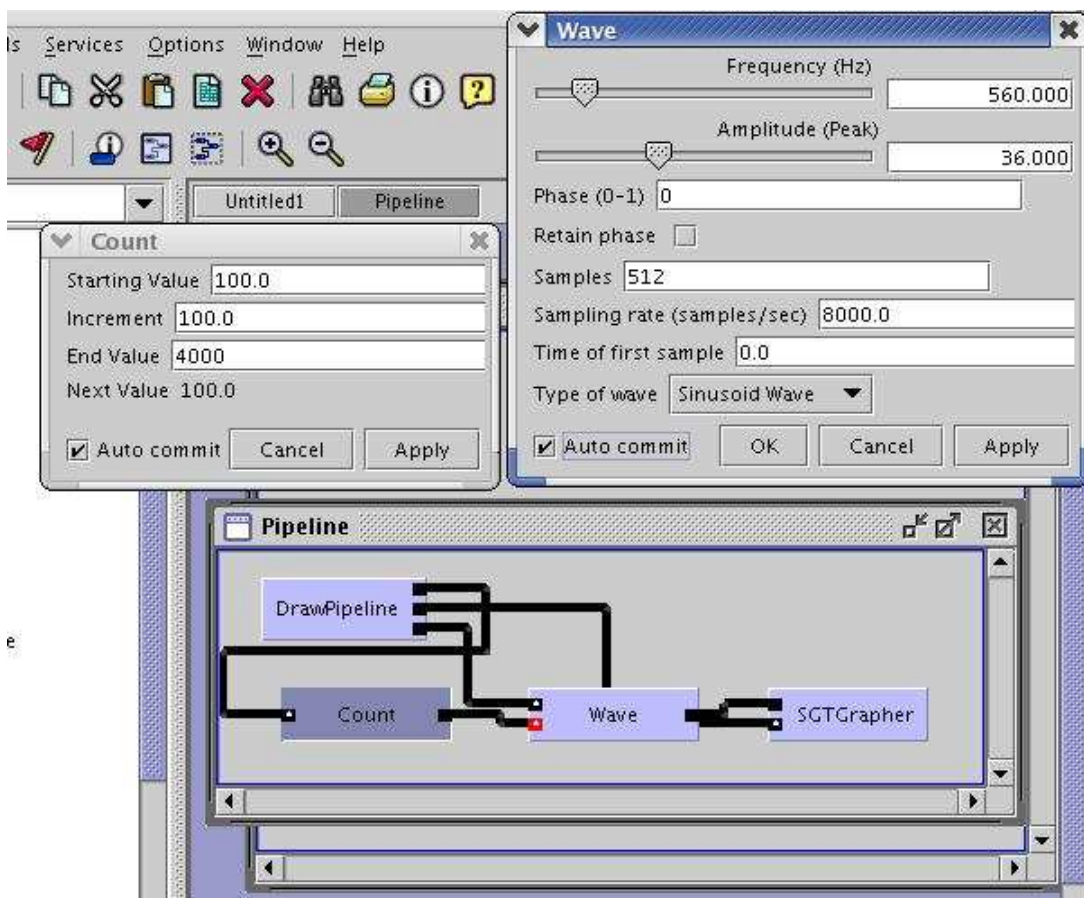 Services Options Window Help
Untitled1 Pipeline
Count
Starting Value 100.0
Increment 100.0
End Value 4000
Next Value 100.0
Auto commit Cancel Apply
Wave
Frequency (Hz)
560.000
Amplitude (Peak)
36.000
Phase (0-1) 0
Retain phase
Samples 512
Sampling rate (samples/sec) 8000.0
Time of first sample 0.0
Type of wave Sinusoid Wave
Auto commit OK Cancel Apply
Pipeline
DrawPipeline
Count Wave SGTGrapher
e